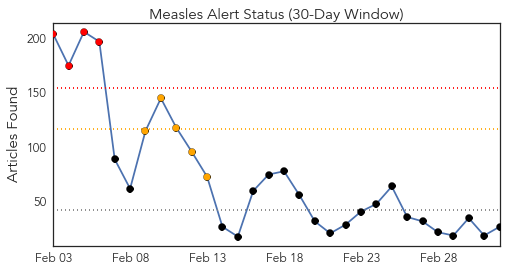 Measles Alert Status (30-Day Window)
200
150
100
50
Articles Found
Feb 03 Feb 08 Feb 13 Feb 18 Feb 23 Feb 28